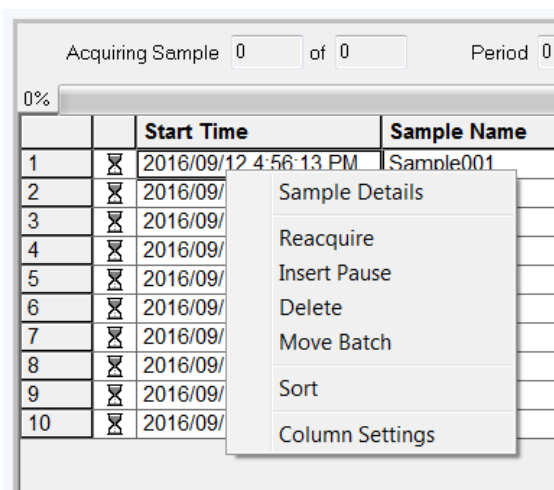 Acquiring Sample 0 of 0 Period 0
0%
Start Time Sample Name
1 2016/09/12 4:56:13 PM Sample001
2 2016/09/ Sample Details
3 2016/09/
4 2016/09/ Reacquire
5 2016/09/ Insert Pause
6 2016/09/ Delete
7 2016/09/ Move Batch
8 2016/09/
9 2016/09/ Sort
10 2016/09/ Column Settings